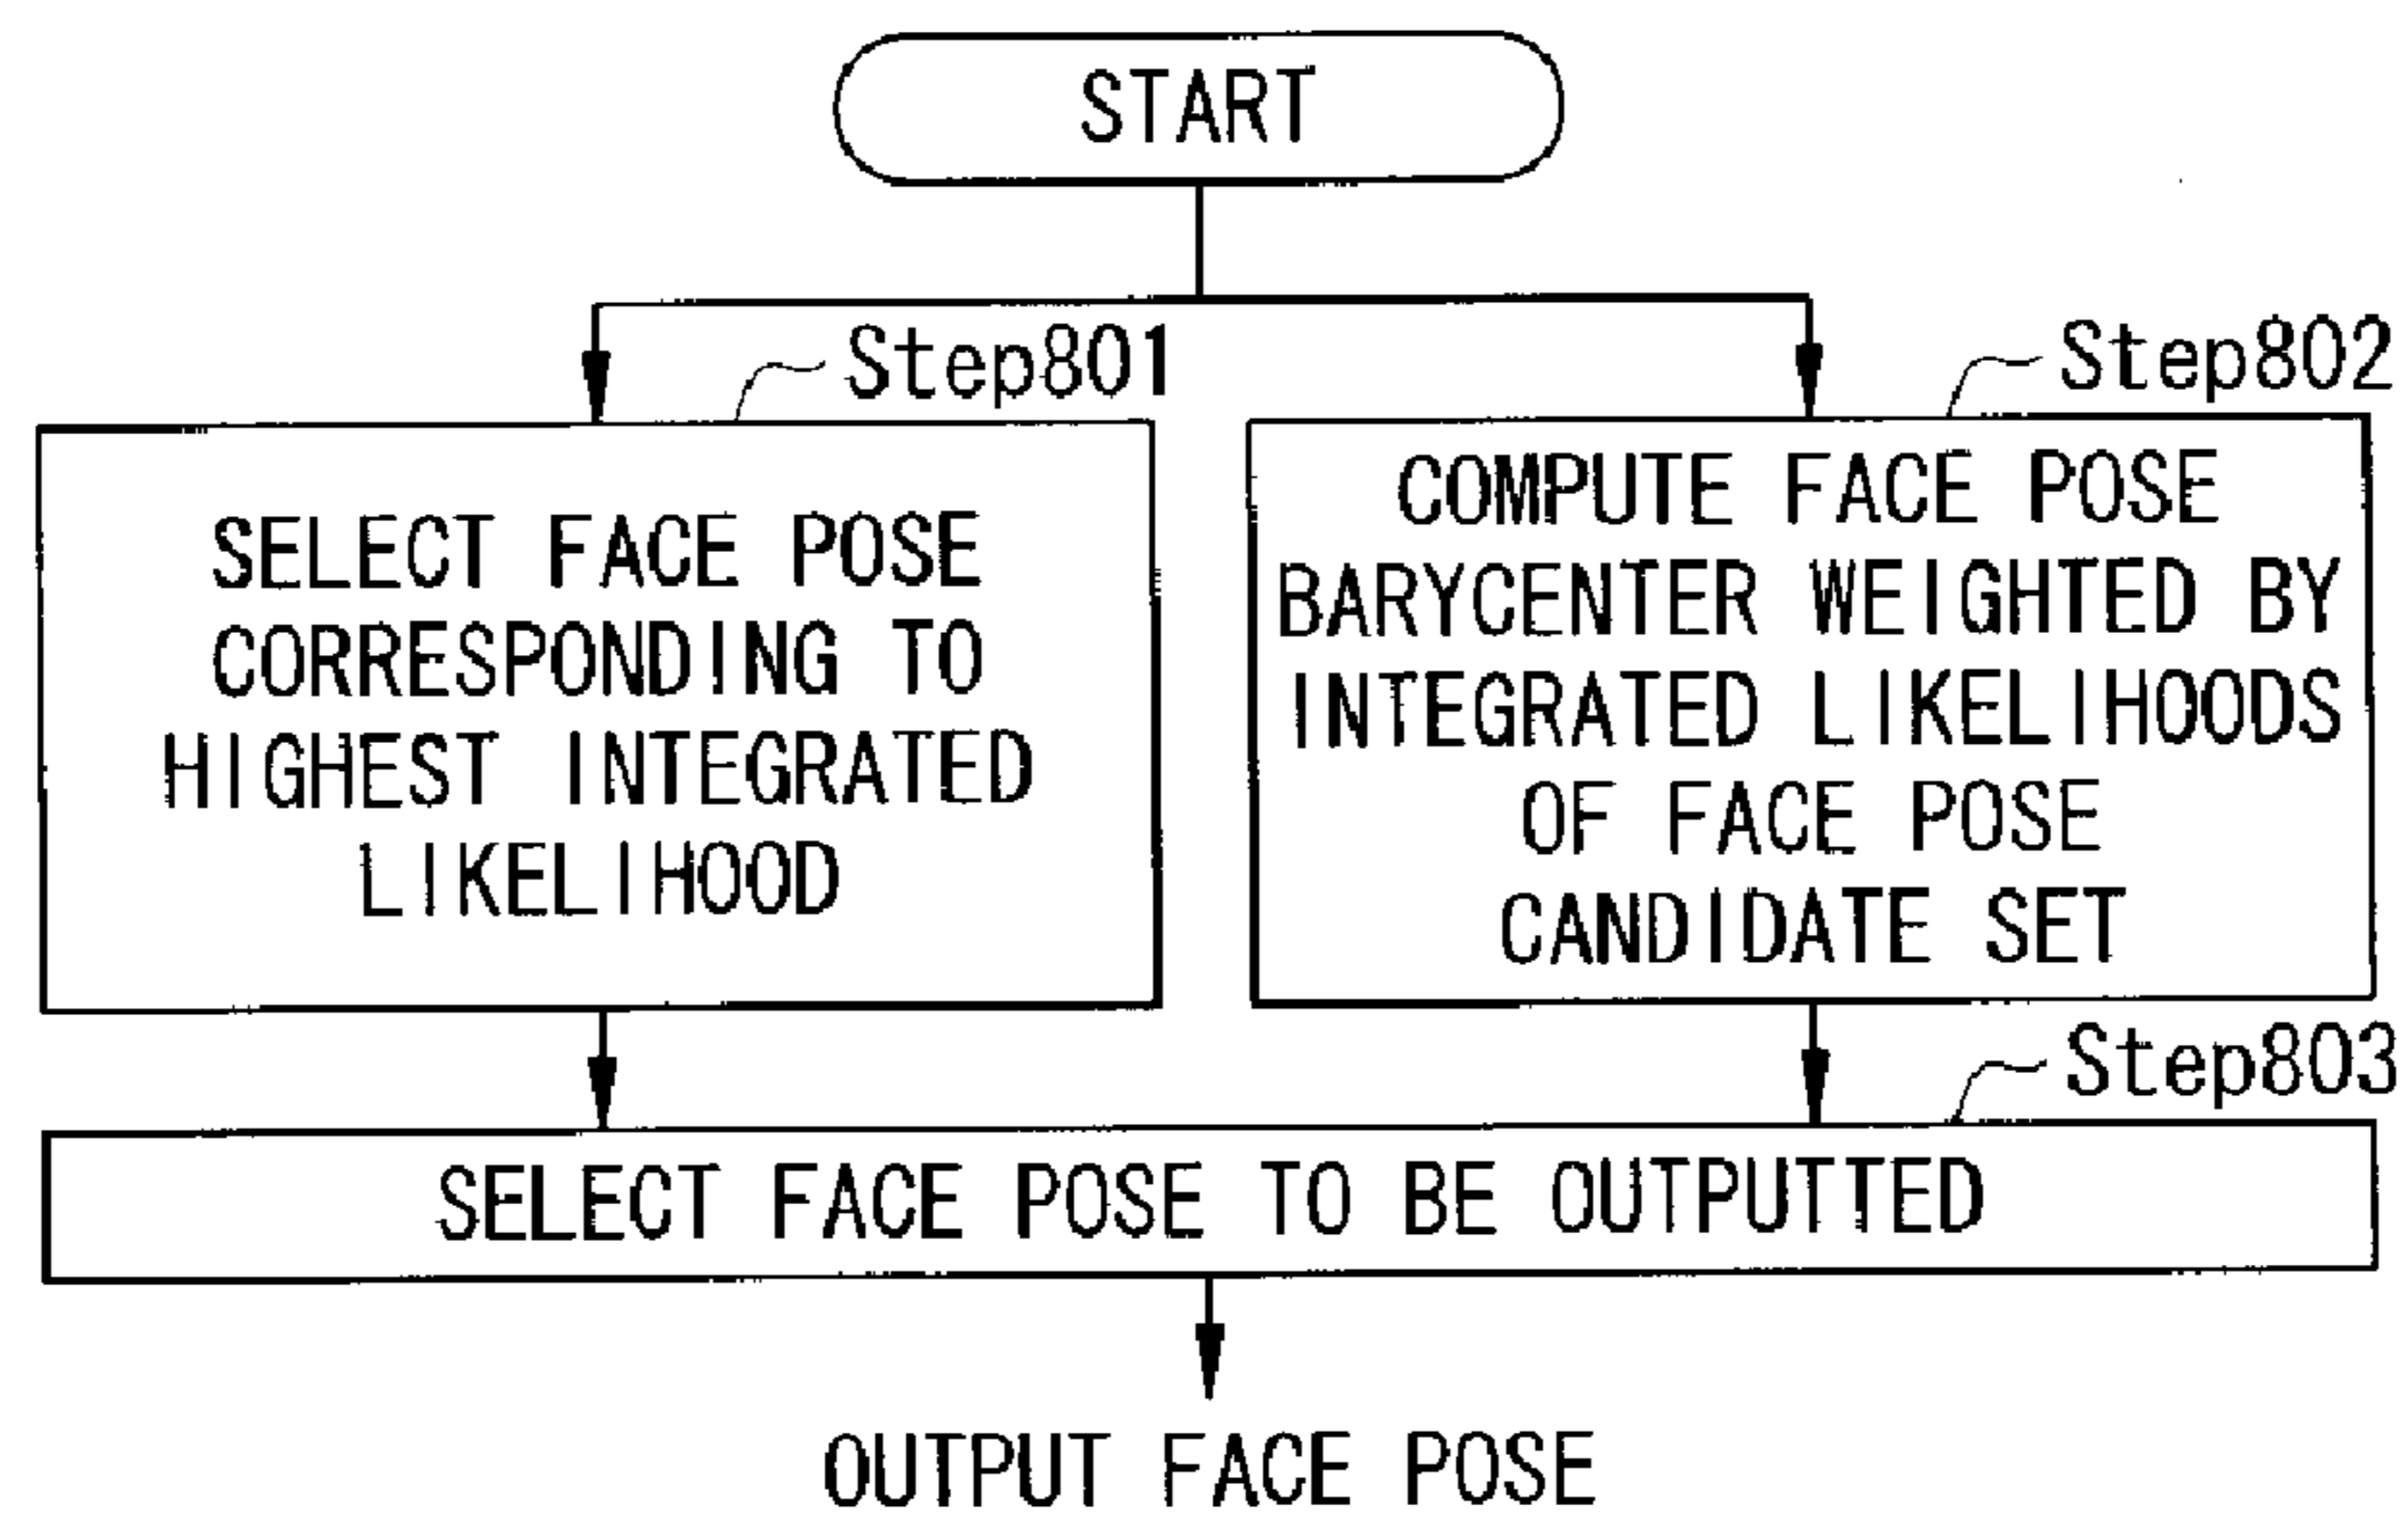 START
Step801
SELECT FACE POSE
CORRESPONDING TO
HIGHEST INTEGRATED
LIKELIHOOD
Step802
COMPUTE FACE POSE
BARYCENTER WEIGHTED BY
INTEGRATED LIKELIHOODS
OF FACE POSE
CANDIDATE SET
Step803
SELECT FACE POSE TO BE OUTPUTTED
OUTPUT FACE POSE